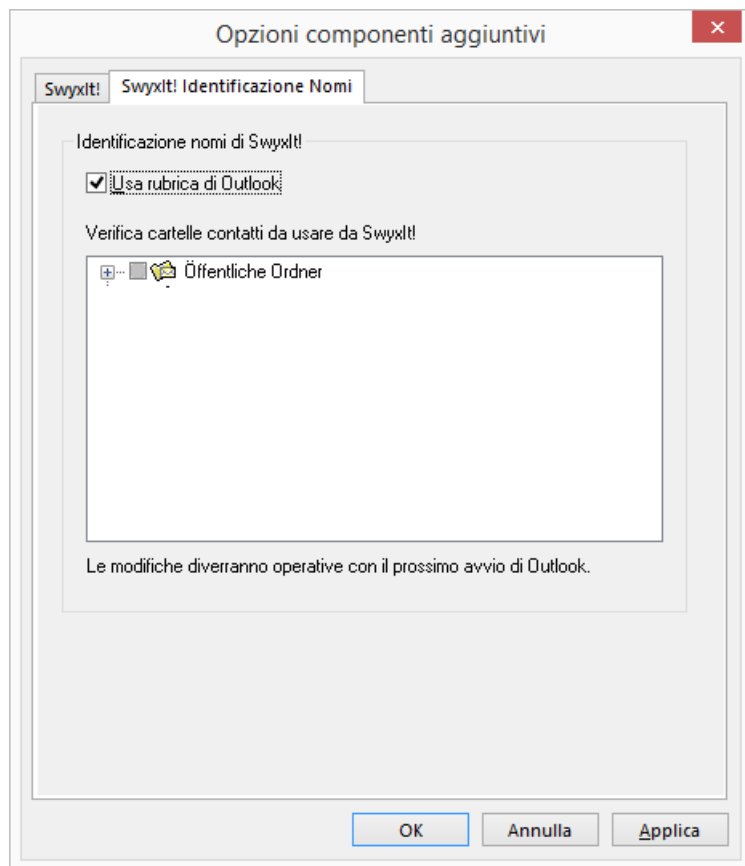 Opzioni componenti aggiuntivi
SwyxIt!
SwyxIt! Identificazione Nomi
Identificazione nomi di SwyxIt!
Usa rubrica di Outlook
Verifica cartelle contatti da usare da SwyxIt!
Öffentliche Ordner
Le modifiche diverranno operative con il prossimo avvio di Outlook.
OK
Annulla
Applica